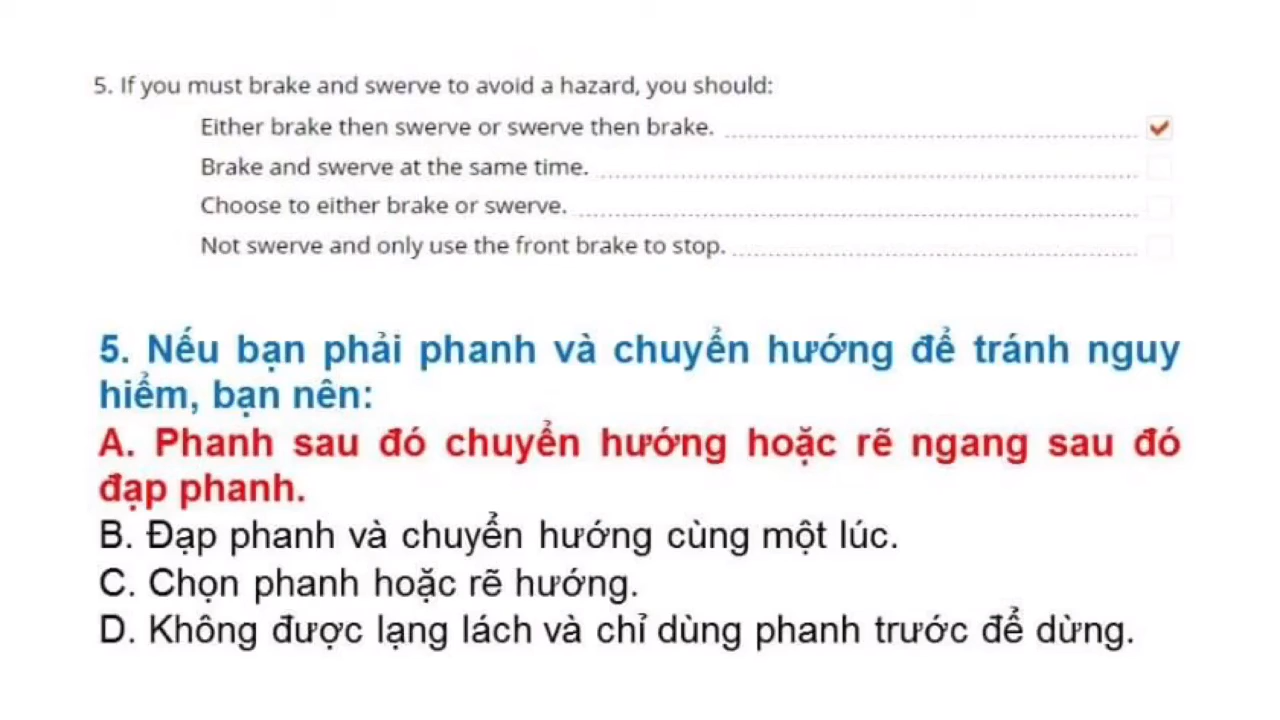 5. If you must brake and swerve to avoid a hazard, you should:
Either brake then swerve or swerve then brake.
Brake and swerve at the same time.
Choose to either brake or swerve.
Not swerve and only use the front brake to stop.
5. Nếu bạn phải phanh và chuyển hướng để tránh nguy
hiểm, bạn nên:
A. Phanh sau đó chuyển hướng hoặc rẽ ngang sau đó
đạp phanh.
B. Đạp phanh và chuyển hướng cùng một lúc.
C. Chọn phanh hoặc rẽ hướng.
D. Không được lạng lách và chỉ dùng phanh trước để dừng.